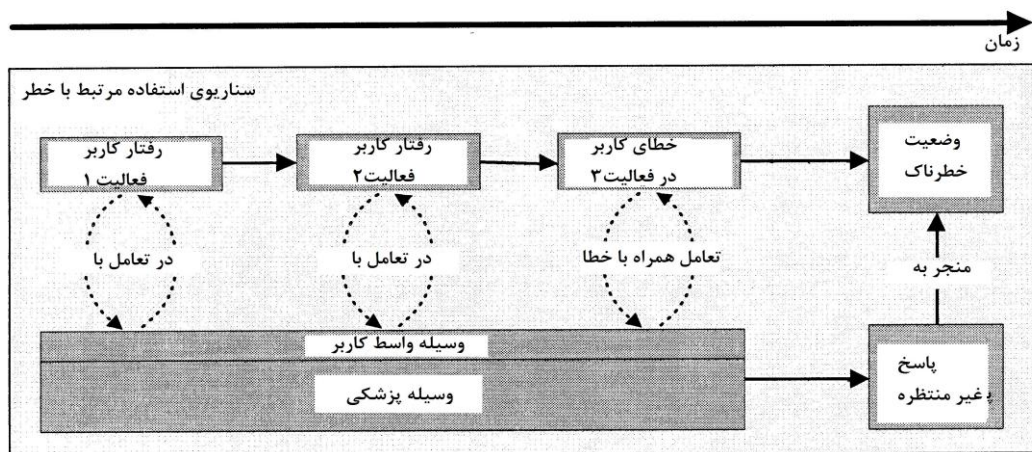 زمان
سناریوی استفاده مرتبط با خطر
رفتار کاربر
فعالیت ۱
رفتار کاربر
فعالیت۲
خطای کاربر
در فعالیت۳
وضعیت
خطرناک
در تعامل با
در تعامل با
تعامل همراه با خطا
منجر به
وسیله واسط کاربر
وسیله پزشکی
پاسخ
غیر منتظره